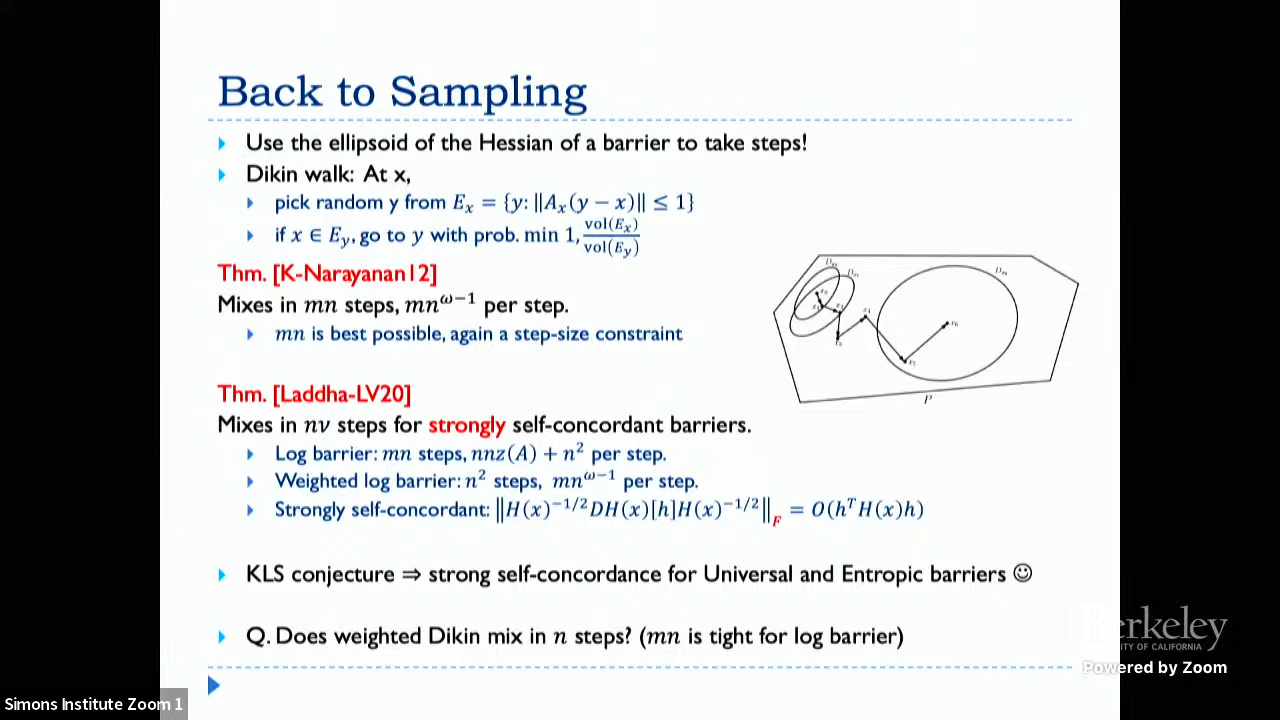 Back to Sampling
Use the ellipsoid of the Hessian of a barrier to take steps!
Dikin walk: At x,
pick random y from E_x = {y: ‖A_x(y − x)‖ ≤ 1}
if x ∈ E_y, go to y with prob. min 1, vol(E_x)/vol(E_y)
Thm. [K-Narayanan12]
Mixes in mn steps, mn^{ω−1} per step.
mn is best possible, again a step-size constraint
P
Thm. [Laddha-LV20]
Mixes in nν steps for strongly self-concordant barriers.
Log barrier: mn steps, nnz(A) + n² per step.
Weighted log barrier: n² steps, mn^{ω−1} per step.
Strongly self-concordant: ‖H(x)^{−1/2}DH(x)[h]H(x)^{−1/2}‖_F = O(h^T H(x)h)
KLS conjecture ⇒ strong self-concordance for Universal and Entropic barriers ☺
Q. Does weighted Dikin mix in n steps? (mn is tight for log barrier)
Berkeley
UNIVERSITY OF CALIFORNIA
Powered by Zoom
Simons Institute Zoom 1